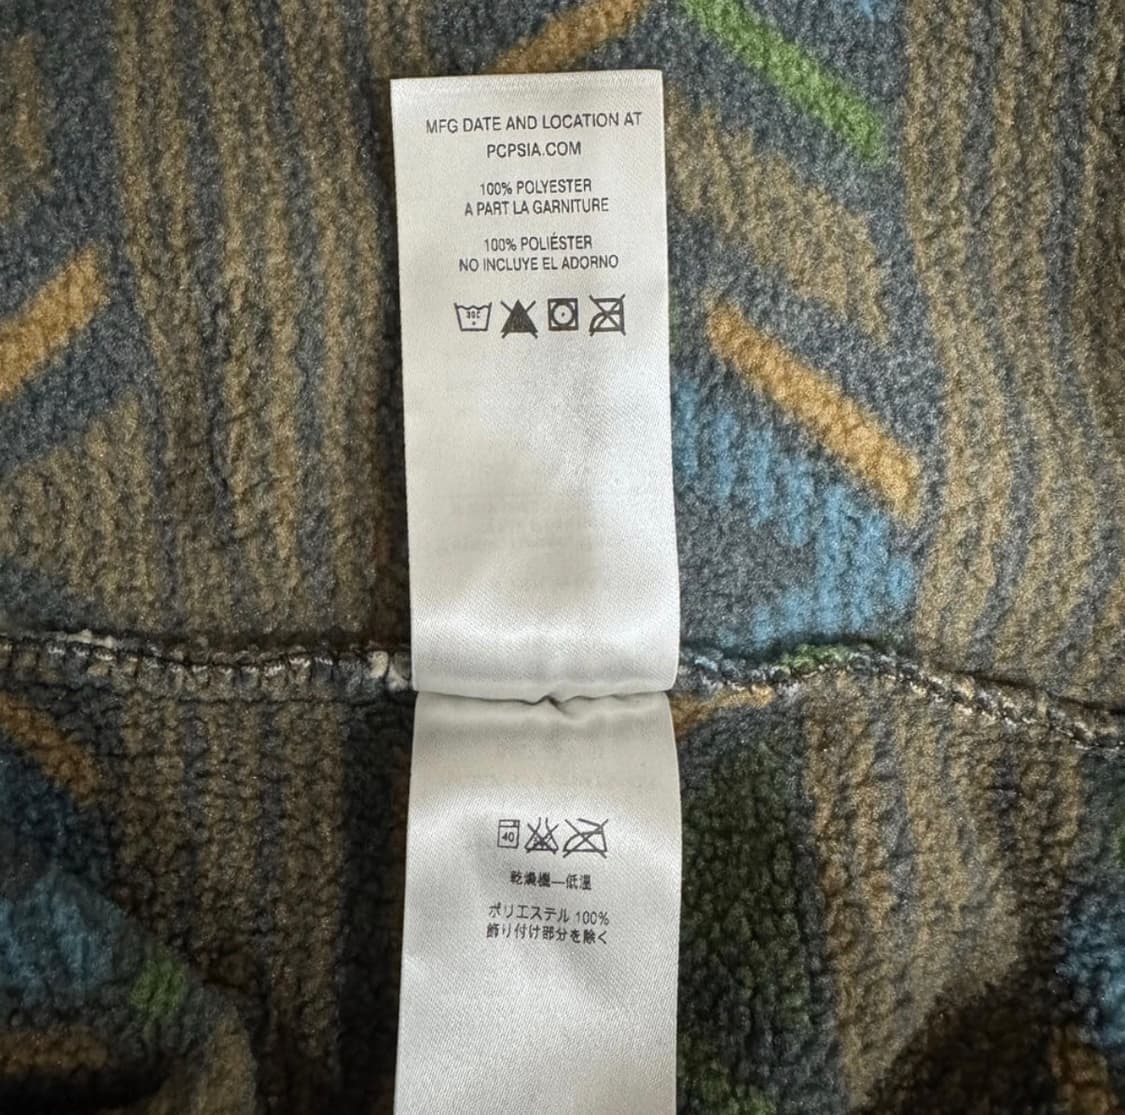 MFG DATE AND LOCATION AT
PCPSIA.COM
100% POLYESTER
A PART LA GARNITURE
100% POLIÉSTER
NO INCLUYE EL ADORNO
30C
40
乾燥機—低温
ポリエステル 100%
飾り付け部分を除く